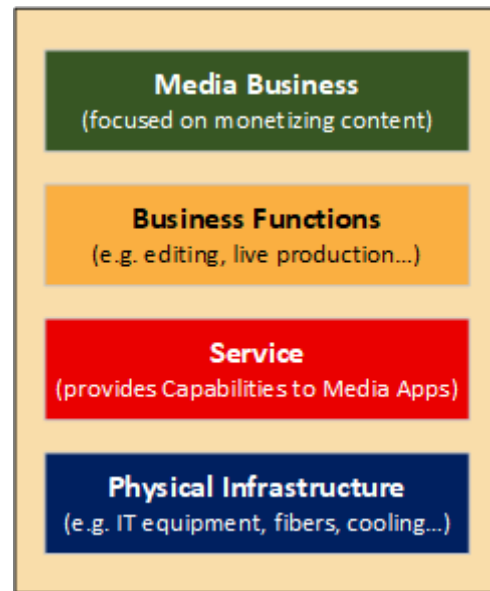 Media Business
(focused on monetizing content)
Business Functions
(e.g. editing, live production...)
Service
(provides Capabilities to Media Apps)
Physical Infrastructure
(e.g. IT equipment, fibers, cooling...)